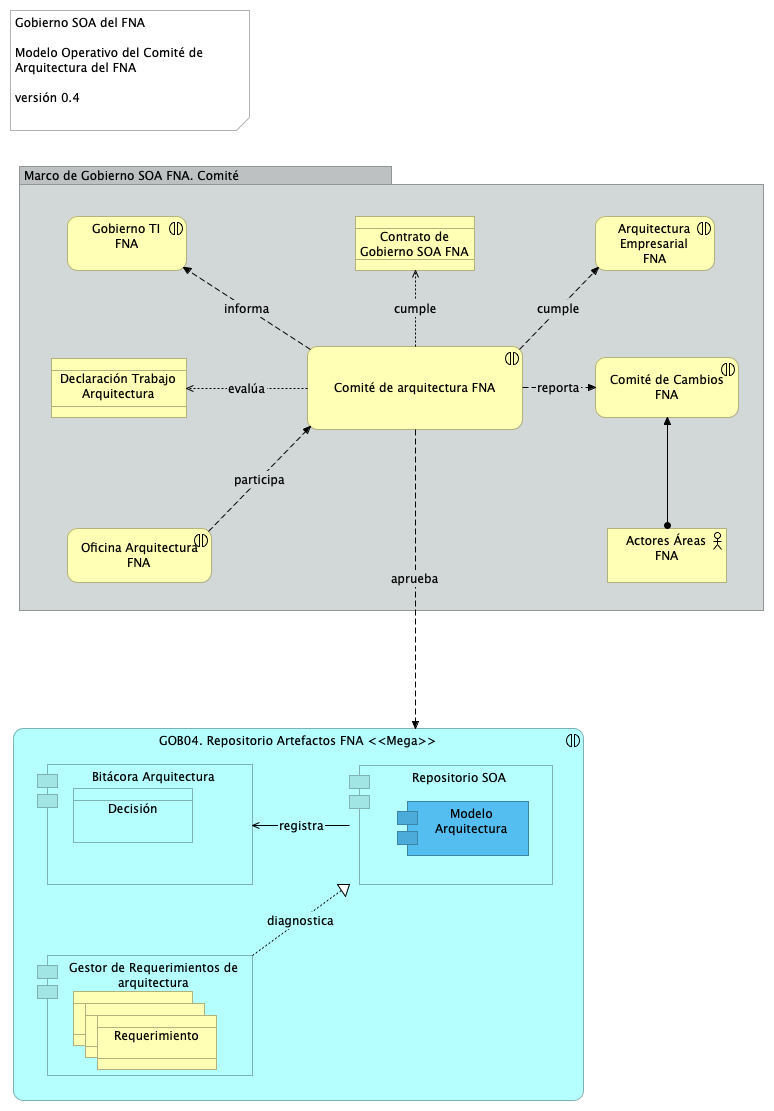 Gobierno SOA del FNA
Modelo Operativo del Comité de
Arquitectura del FNA
versión 0.4
Marco de Gobierno SOA FNA. Comité
Gobierno TI
FNA
Contrato de
Gobierno SOA FNA
Arquitectura
Empresarial
FNA
informa
cumple
cumple
Declaración Trabajo
Arquitectura
evalúa
Comité de arquitectura FNA
reporta
Comité de Cambios
FNA
participa
Oficina Arquitectura
FNA
Actores Áreas
FNA
aprueba
GOB04. Repositorio Artefactos FNA <<Mega>>
Bitácora Arquitectura
Decisión
registra
Repositorio SOA
Modelo
Arquitectura
diagnostica
Gestor de Requerimientos de
arquitectura
Requerimiento